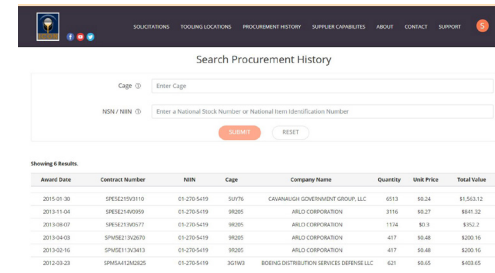 SOLICITATIONS TOOLING LOCATIONS PROCUREMENT HISTORY SUPPLIER CAPABILITES ABOUT CONTACT SUPPORT S
Search Procurement History
Cage Enter Cage
NSN / NIIN Enter a National Stock Number or National Item Identification Number
SUBMIT RESET
Showing 6 Results.
Award Date Contract Number NIIN Cage Company Name Quantity Unit Price Total Value
2015-01-30 SPE5E215V3110 01-270-5419 5UY76 CAVANAUGH GOVERNMENT GROUP, LLC 6513 $0.24 $1,563.12
2013-11-04 SPE5E214V0959 01-270-5419 9R205 ARLO CORPORATION 3116 $0.27 $841.32
2013-08-07 01-270-5419 9R205 ARLO CORPORATION 1174 $0.3 $352.2
2013-04-03 SPM5E213V2670 01-270-5419 9R205 ARLO CORPORATION 417 $0.48 $200.16
2013-02-16 SPM5E113V3413 01-270-5419 9R205 ARLO CORPORATION 417 $0.48 $200.16
2012-03-23 SPM5A412M2825 01-270-5419 3G1W3 BOEING DISTRIBUTION SERVICES DEFENSE LLC 621 $0.65 $403.65